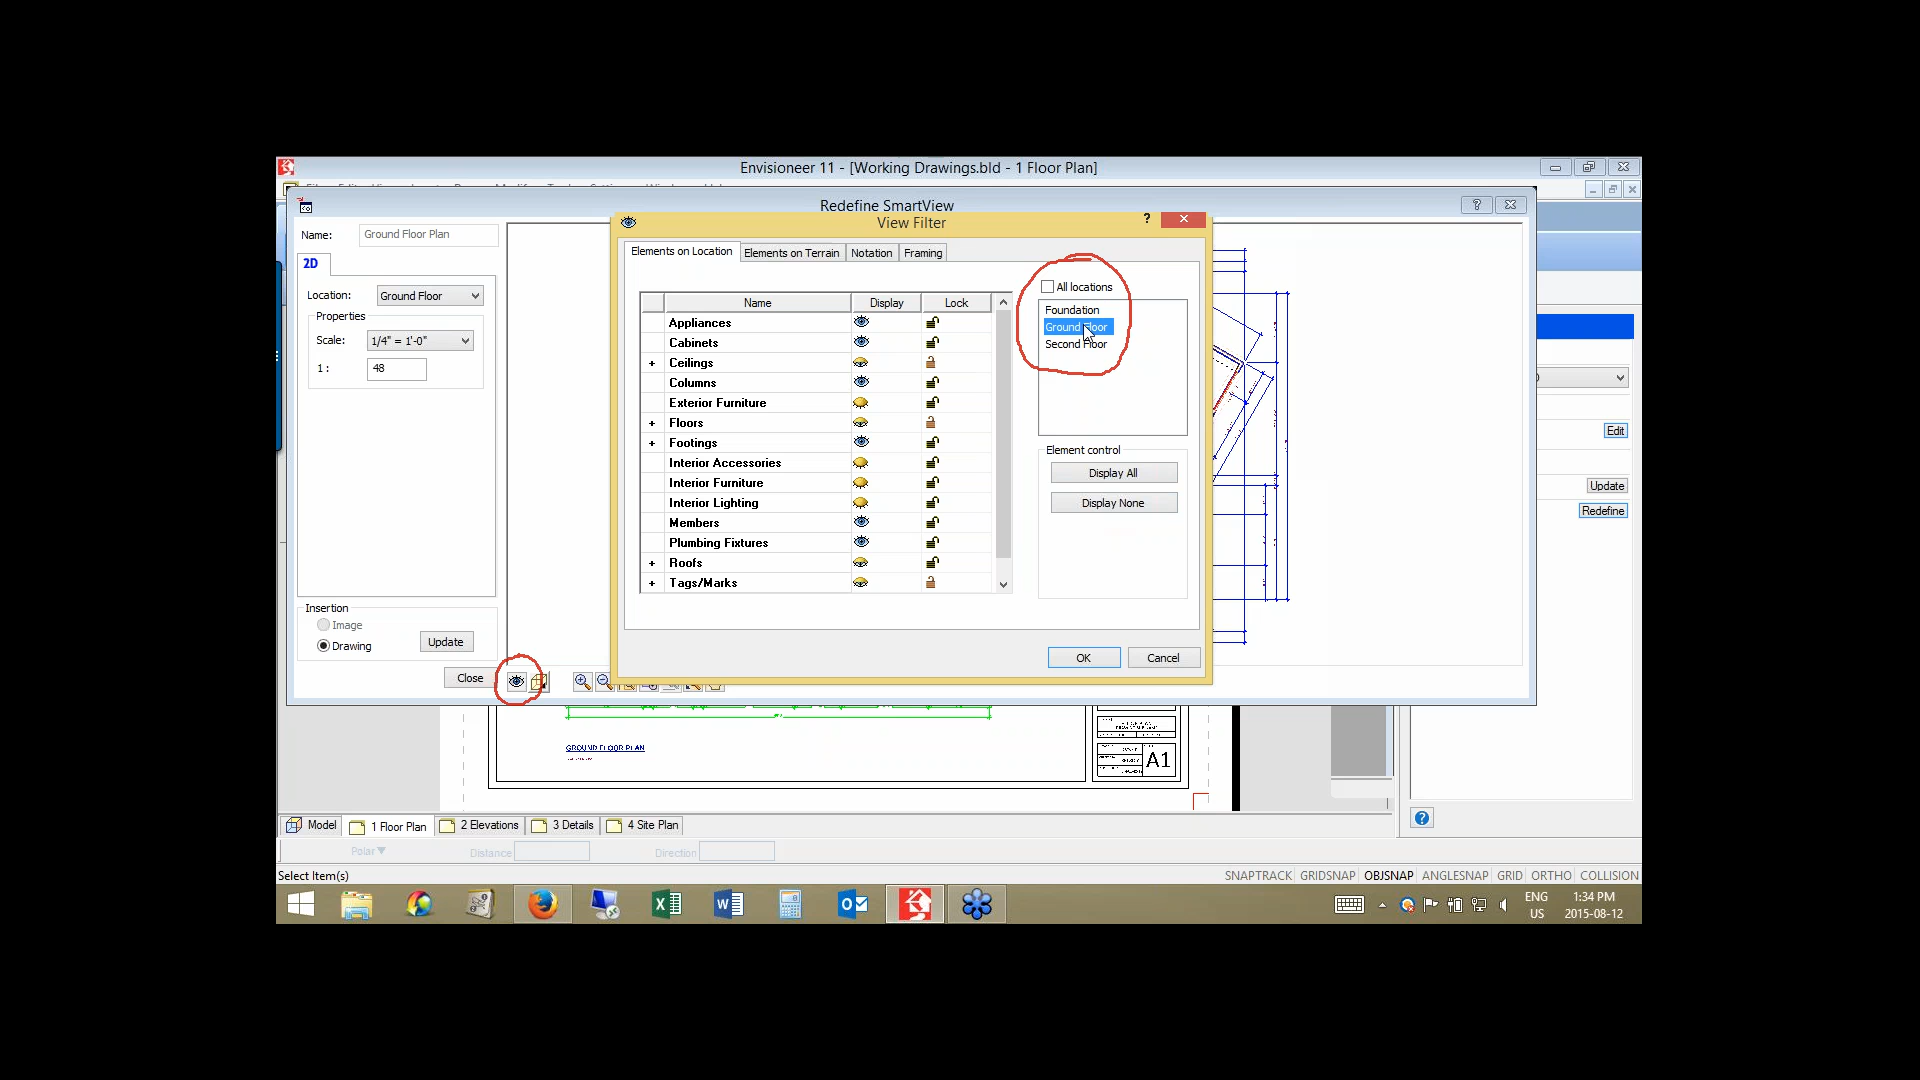 Envisioneer 11 - [Working Drawings.bld - 1 Floor Plan]
Redefine SmartView
View Filter
Name:
Ground Floor Plan
2D
Location:
Ground Floor
Properties
Scale:
1/4" = 1'-0"
1 :
48
Insertion
Image
Drawing
Update
Close
Elements on Location
Elements on Terrain
Notation
Framing
Name
Display
Lock
Appliances
Cabinets
+ Ceilings
Columns
Exterior Furniture
+ Floors
+ Footings
Interior Accessories
Interior Furniture
Interior Lighting
Members
Plumbing Fixtures
+ Roofs
+ Tags/Marks
All locations
Foundation
Ground Floor
Second Floor
Element control
Display All
Display None
OK
Cancel
Edit
Update
Redefine
GROUND FLOOR PLAN
A1
Model
1 Floor Plan
2 Elevations
3 Details
4 Site Plan
Polar
Distance
Direction
Select Item(s)
SNAPTRACK GRIDSNAP OBJSNAP ANGLESNAP GRID ORTHO COLLISION
ENG
US
1:34 PM
2015-08-12